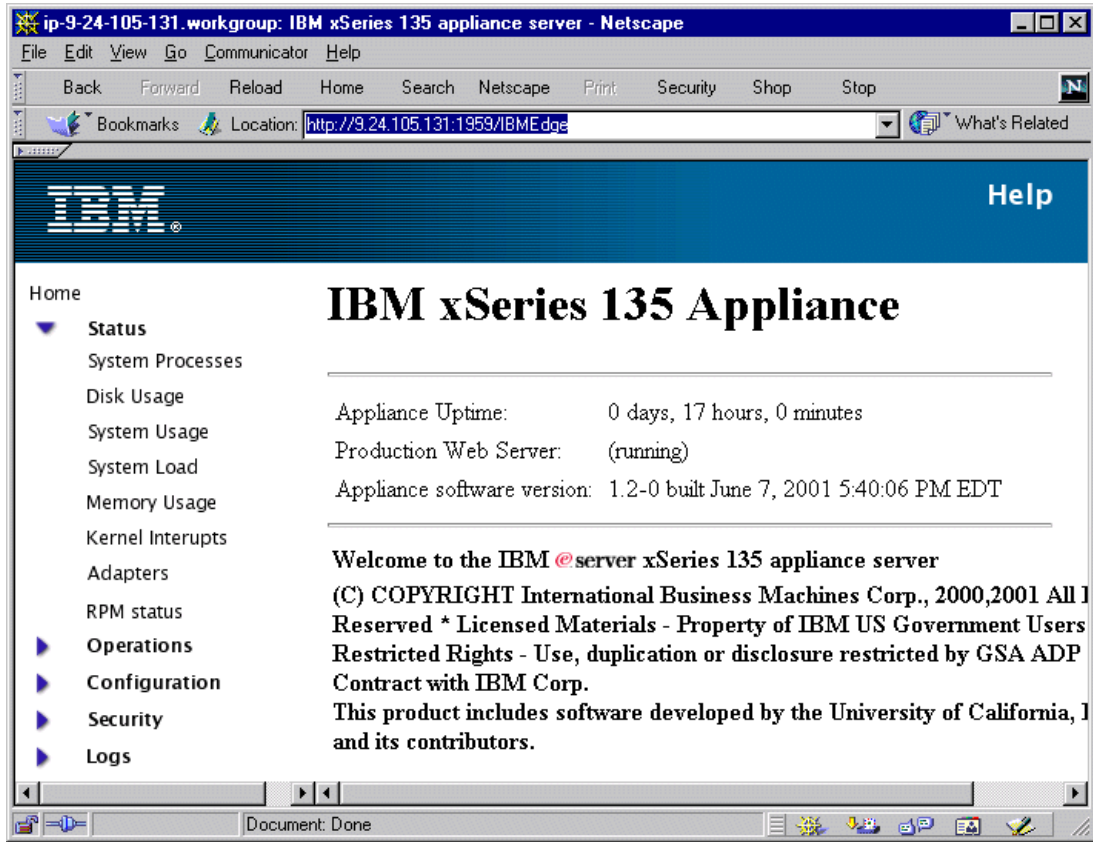 ip-9-24-105-131.workgroup: IBM xSeries 135 appliance server - Netscape
File Edit View Go Communicator Help
Back Forward Reload Home Search Netscape Print Security Shop Stop
N
Bookmarks Location: http://9.24.105.131:1959/IBMEdge What's Related
IBM® Help
Home
Status
System Processes
Disk Usage
System Usage
System Load
Memory Usage
Kernel Interupts
Adapters
RPM status
Operations
Configuration
Security
Logs
IBM xSeries 135 Appliance
Appliance Uptime: 0 days, 17 hours, 0 minutes
Production Web Server: (running)
Appliance software version: 1.2-0 built June 7, 2001 5:40:06 PM EDT
Welcome to the IBM @server xSeries 135 appliance server
(C) COPYRIGHT International Business Machines Corp., 2000,2001 All
Reserved * Licensed Materials - Property of IBM US Government Users
Restricted Rights - Use, duplication or disclosure restricted by GSA ADP
Contract with IBM Corp.
This product includes software developed by the University of California,
and its contributors.
Document: Done